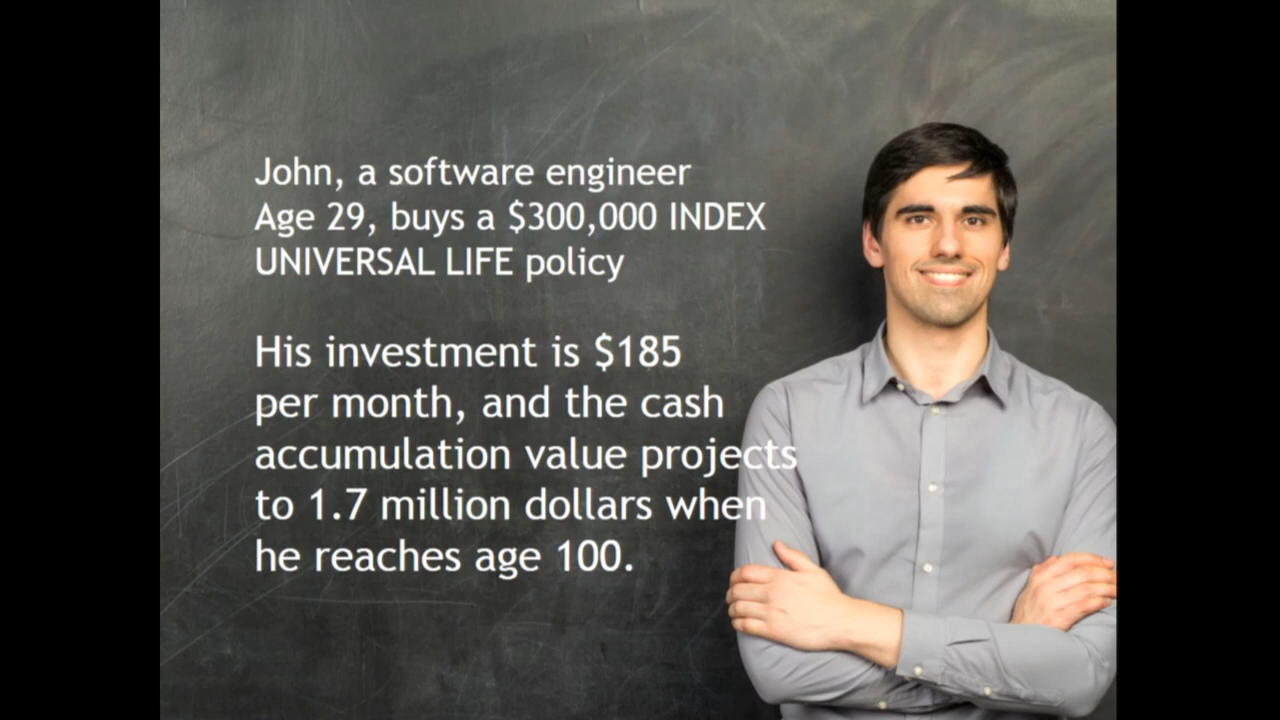 John, a software engineer
Age 29, buys a $300,000 INDEX
UNIVERSAL LIFE policy
His investment is $185
per month, and the cash
accumulation value projects
to 1.7 million dollars when
he reaches age 100.